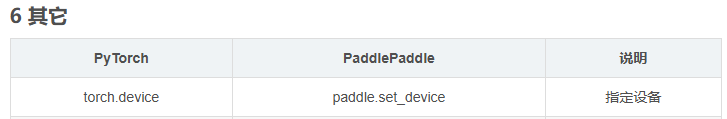 6 其它
PyTorch PaddlePaddle 说明
torch.device paddle.set_device 指定设备